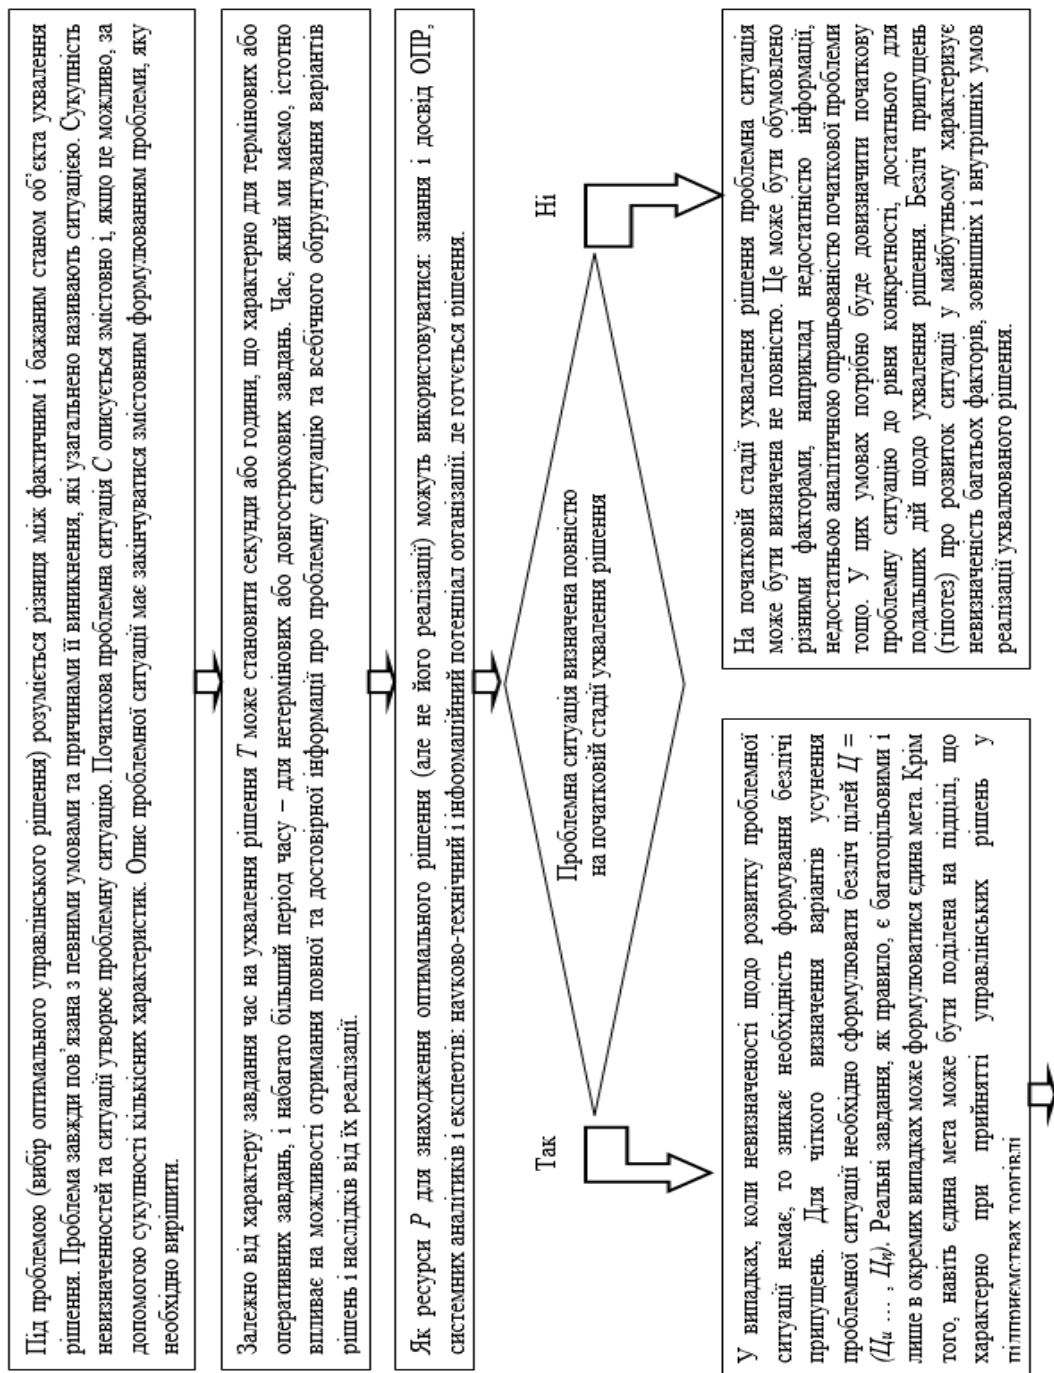 Під проблемою (вибір оптимального управлінського рішення) розуміється різниця між фактичним і бажаним станом об’єкта ухвалення
рішення. Проблема завжди пов’язана з певними умовами та причинами її виникнення, які узагальнено називають ситуацією. Сукупність
невизначенностей та ситуації утворює проблемну ситуацію. Початкова проблемна ситуація С описується змістовно і, якщо це можливо, за
допомогою сукупності кількісних характеристик. Опис проблемної ситуації має закінчуватися змістовним формулюванням проблеми, яку
необхідно вирішити.
Залежно від характеру завдання час на ухвалення рішення Т може становити секунди або години, що характерно для термінових або
оперативних завдань, і набагато більший період часу – для нетермінових або довгострокових завдань. Час, який ми маємо, істотно
впливає на можливості отримання повної та достовірної інформації про проблемну ситуацію та всебічного обґрунтування варіантів
рішень і наслідків від їх реалізації.
Як ресурси Р для знаходження оптимального рішення (але не його реалізації) можуть використовуватися: знання і досвід ОПР,
системних аналітиків і експертів: науково-технічний і інформаційний потенціал організації, де готується рішення.
Проблемна ситуація визначена повністю
на початковій стадії ухвалення рішення
Так
Ні
У випадках, коли невизначеності щодо розвитку проблемної
ситуації немає, то зникає необхідність формування безлічі
припущень. Для чіткого визначення варіантів усунення
проблемної ситуації необхідно сформулювати безліч цілей Ц =
(Ци … , Цп). Реальні завдання, як правило, є багатоцільовими і
лише в окремих випадках може формулюватися єдина мета. Крім
того, навіть єдина мета може бути поділена на підцілі, що
характерно при прийнятті управлінських рішень у
підприємствах торгівлі
На початковій стадії ухвалення рішення проблемна ситуація
може бути визначена не повністю. Це може бути обумовлено
різними факторами, наприклад недостатністю інформації,
недостатньою аналітичною опрацьованістю початкової проблеми
тощо. У цих умовах потрібно буде довизначити початкову
проблемну ситуацію до рівня конкретності, достатнього для
подальших дій щодо ухвалення рішення. Безліч припущень
(гіпотез) про розвиток ситуації у майбутньому характеризує
невизначеність багатьох факторів, зовнішніх і внутрішніх умов
реалізації ухвалюваного рішення.